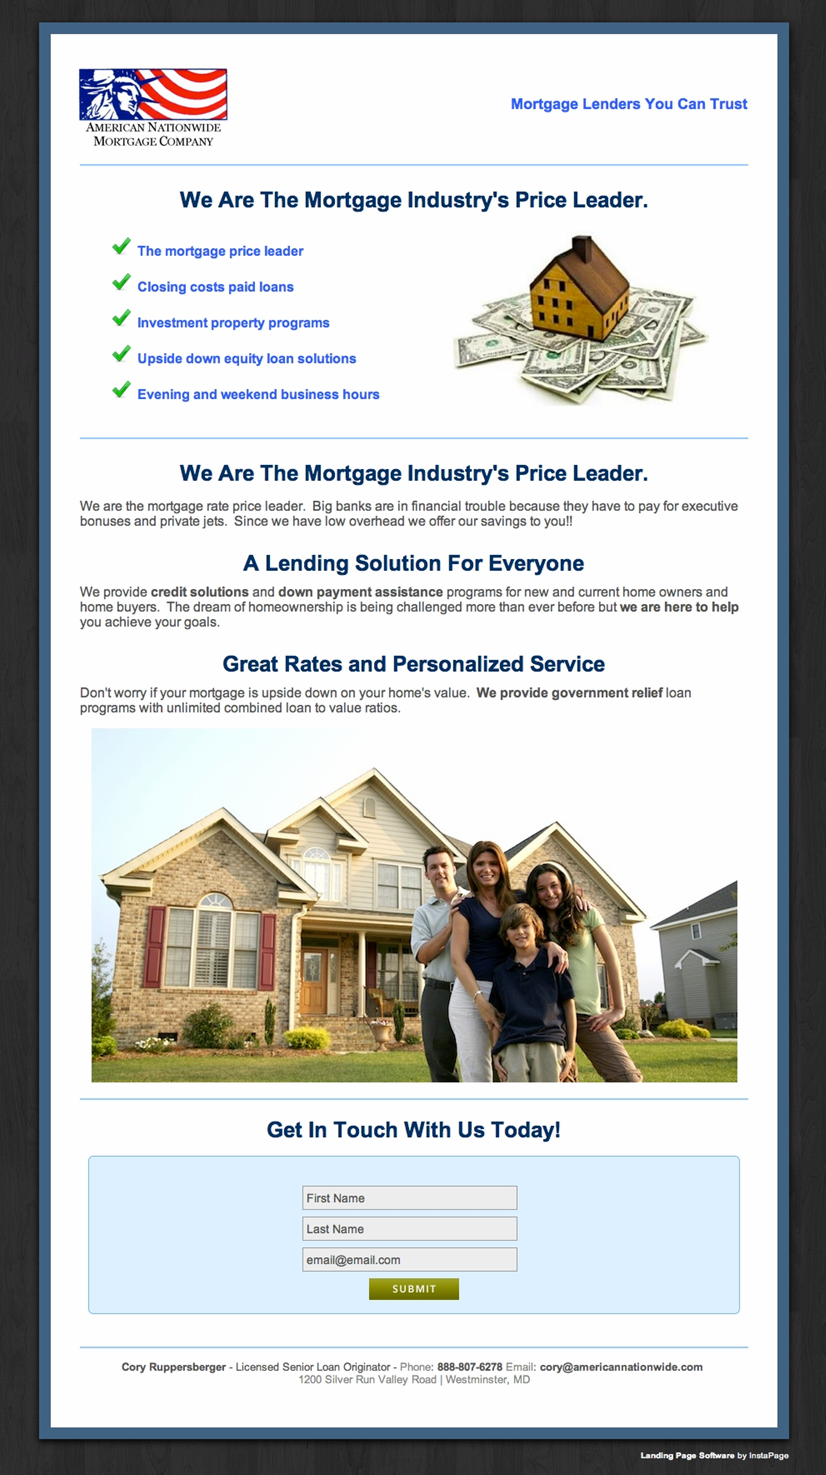 American Nationwide
Mortgage Company
Mortgage Lenders You Can Trust
We Are The Mortgage Industry's Price Leader.
The mortgage price leader
Closing costs paid loans
Investment property programs
Upside down equity loan solutions
Evening and weekend business hours
We Are The Mortgage Industry's Price Leader.
We are the mortgage rate price leader.  Big banks are in financial trouble because they have to pay for executive
bonuses and private jets.  Since we have low overhead we offer our savings to you!!
A Lending Solution For Everyone
We provide credit solutions and down payment assistance programs for new and current home owners and
home buyers.  The dream of homeownership is being challenged more than ever before but we are here to help
you achieve your goals.
Great Rates and Personalized Service
Don't worry if your mortgage is upside down on your home's value.  We provide government relief loan
programs with unlimited combined loan to value ratios.
Get In Touch With Us Today!
First Name
Last Name
email@email.com
SUBMIT
Cory Ruppersberger - Licensed Senior Loan Originator - Phone: 888-807-6278 Email: cory@americannationwide.com
1200 Silver Run Valley Road | Westminster, MD
Landing Page Software by InstaPage